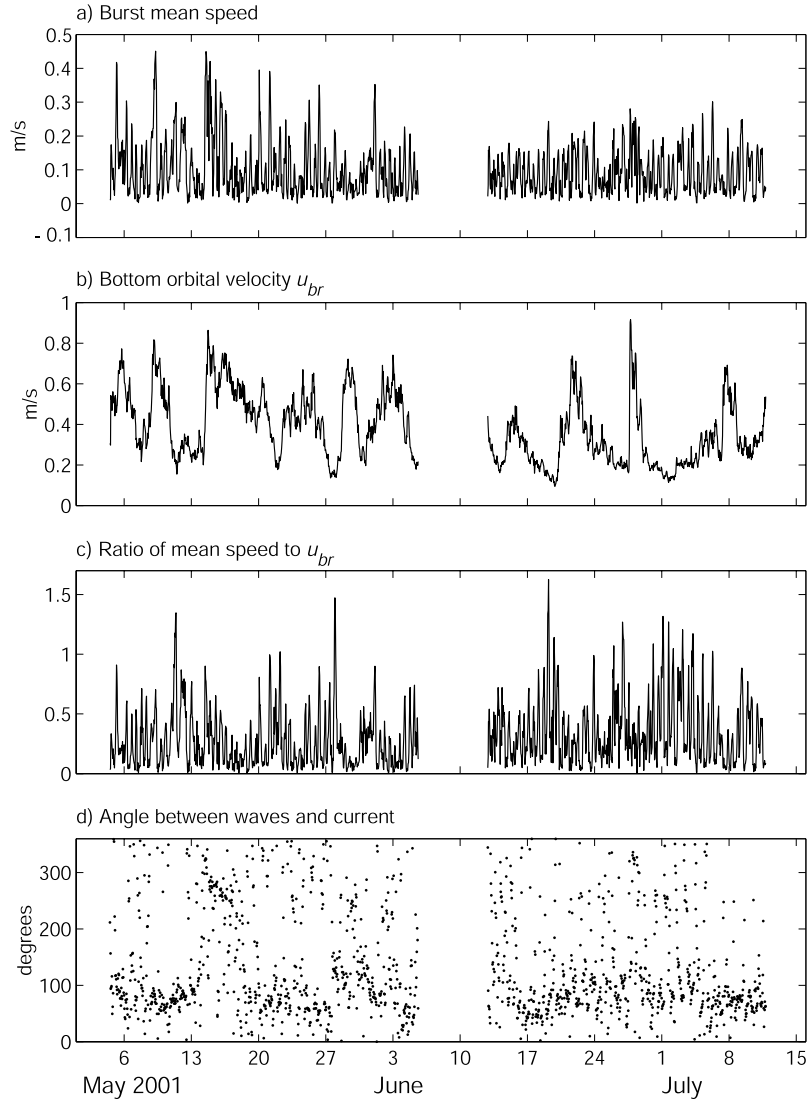 a) Burst mean speed
0.5
0.4
0.3
0.2
0.1
0
- 0.1
m/s
b) Bottom orbital velocity u_br
1
0.8
0.6
0.4
0.2
0
m/s
c) Ratio of mean speed to u_br
1.5
1
0.5
0
d) Angle between waves and current
300
200
100
0
degrees
6 13 20 27 3 10 17 24 1 8 15
May 2001 June July